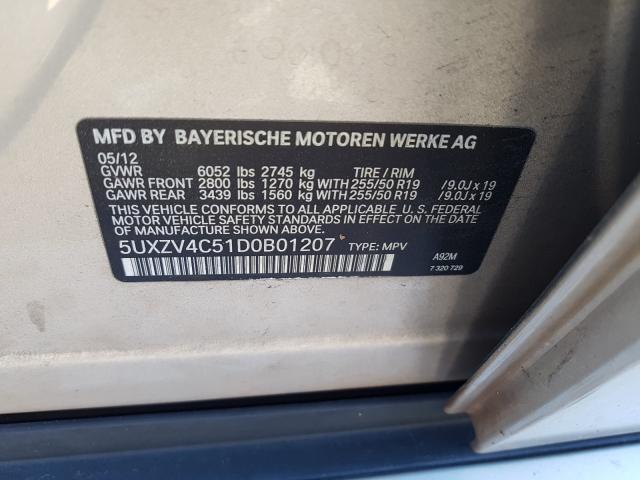 MFD BY BAYERISCHE MOTOREN WERKE AG
05/12
GVWR 6052 lbs 2745 kg TIRE / RIM
GAWR FRONT 2800 lbs 1270 kg WITH 255/50 R19 /9.0J x 19
GAWR REAR 3439 lbs 1560 kg WITH 255/50 R19 /9.0J x 19
THIS VEHICLE CONFORMS TO ALL APPLICABLE U.S. FEDERAL
MOTOR VEHICLE SAFETY STANDARDS IN EFFECT ON THE DATE
OF MANUFACTURE SHOWN ABOVE.
5UXZV4C51D0B01207 TYPE: MPV
A92M
7 320 729